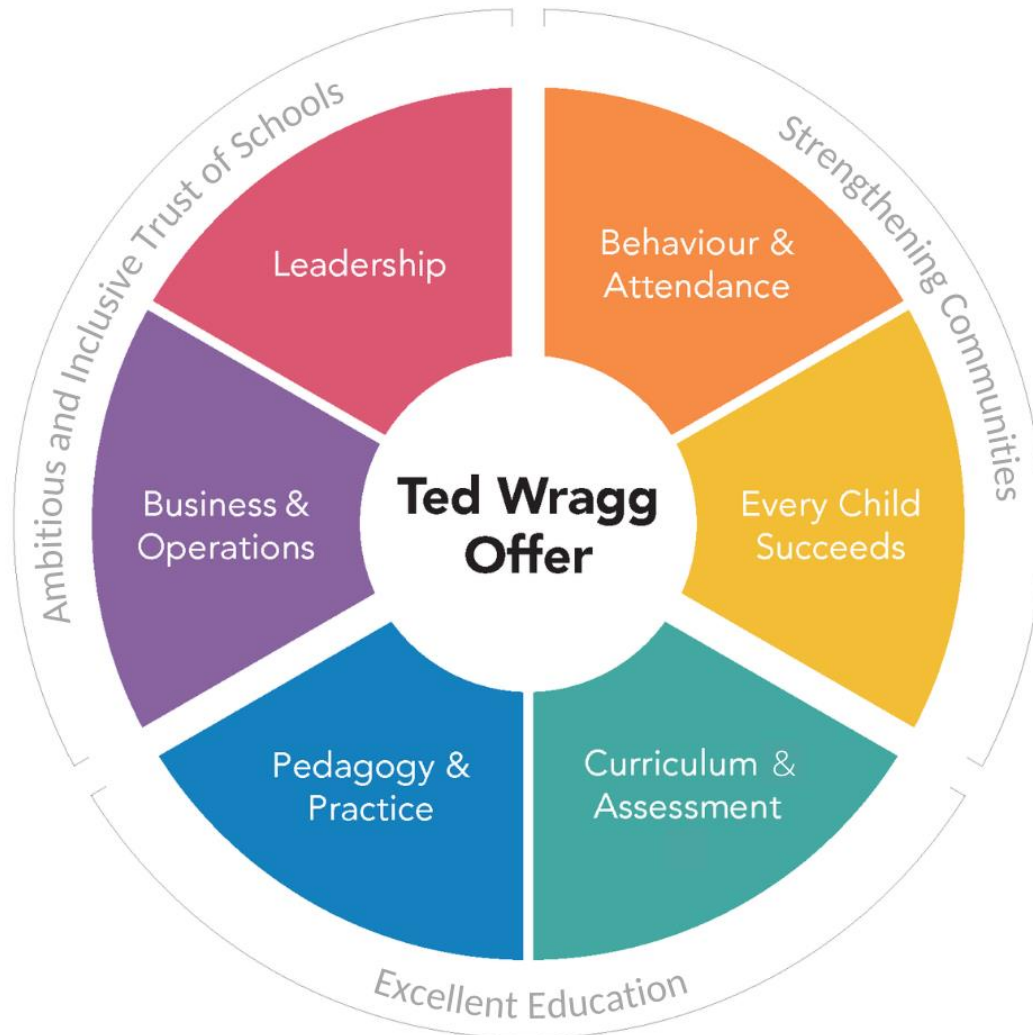 Ambitious and Inclusive Trust of Schools
Strengthening Communities
Leadership
Behaviour &
Attendance
Business &
Operations
Ted Wragg
Offer
Every Child
Succeeds
Pedagogy &
Practice
Curriculum &
Assessment
Excellent Education